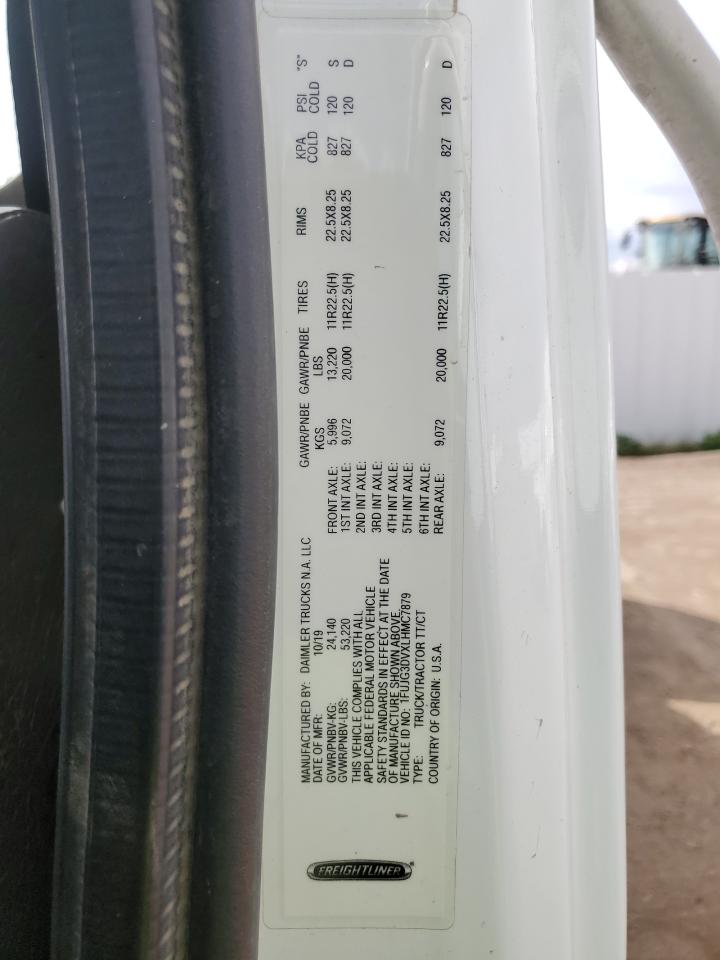 FREIGHTLINER
MANUFACTURED BY: DAIMLER TRUCKS N.A. LLC
DATE OF MFR: 10/19
GVWR/PNBV-KG: 24,140
GVWR/PNBV-LBS: 53,220
THIS VEHICLE COMPLIES WITH ALL
APPLICABLE FEDERAL MOTOR VEHICLE
SAFETY STANDARDS IN EFFECT AT THE DATE
OF MANUFACTURE SHOWN ABOVE.
VEHICLE ID NO: 1FUJG3DVXLHMC7879
TYPE: TRUCK/TRACTOR TT/CT
COUNTRY OF ORIGIN: U.S.A.
GAWR/PNBE GAWR/PNBE TIRES RIMS KPA PSI "S"
KGS LBS COLD COLD
FRONT AXLE: 5,996 13,220 11R22.5(H) 22.5X8.25 827 120 S
1ST INT AXLE: 9,072 20,000 11R22.5(H) 22.5X8.25 827 120 D
2ND INT AXLE:
3RD INT AXLE:
4TH INT AXLE:
5TH INT AXLE:
6TH INT AXLE:
REAR AXLE: 9,072 20,000 11R22.5(H) 22.5X8.25 827 120 D